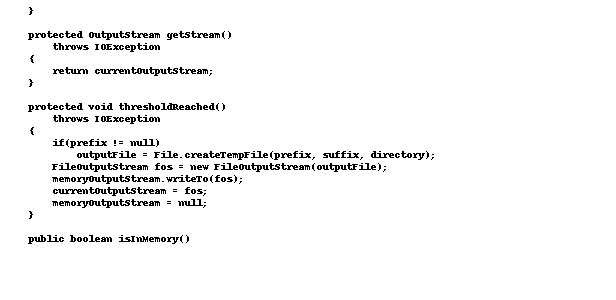 }
protected OutputStream getStream()
throws IOException
{
return currentOutputStream;
}
protected void thresholdReached()
throws IOException
{
if(prefix != null)
outputFile = File.createTempFile(prefix, suffix, directory);
FileOutputStream fos = new FileOutputStream(outputFile);
memoryOutputStream.writeTo(fos);
currentOutputStream = fos;
memoryOutputStream = null;
}
public boolean isInMemory()